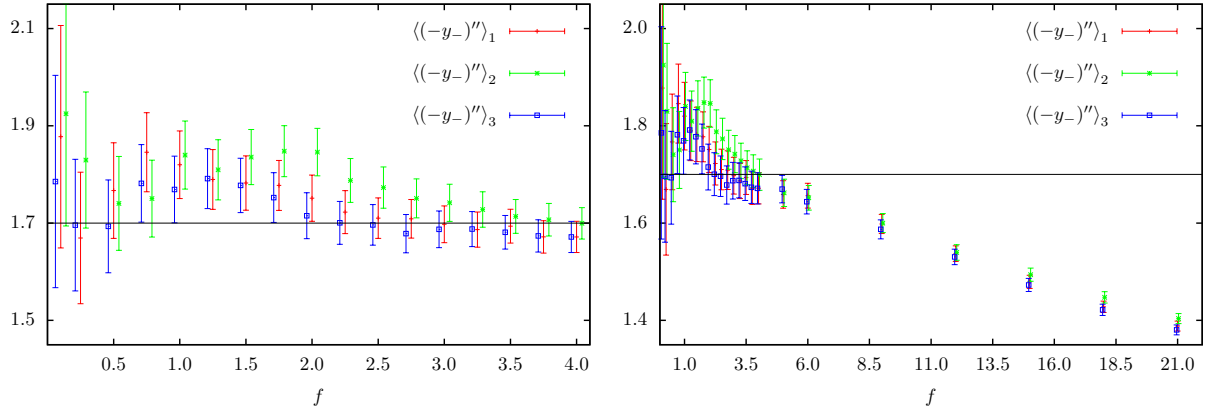 2.1
1.9
1.7
1.5
0.5 1.0 1.5 2.0 2.5 3.0 3.5 4.0
f
⟨(−y₋)′′⟩₁
⟨(−y₋)′′⟩₂
⟨(−y₋)′′⟩₃
2.0
1.8
1.6
1.4
1.0 3.5 6.0 8.5 11.0 13.5 16.0 18.5 21.0
f
⟨(−y₋)′′⟩₁
⟨(−y₋)′′⟩₂
⟨(−y₋)′′⟩₃